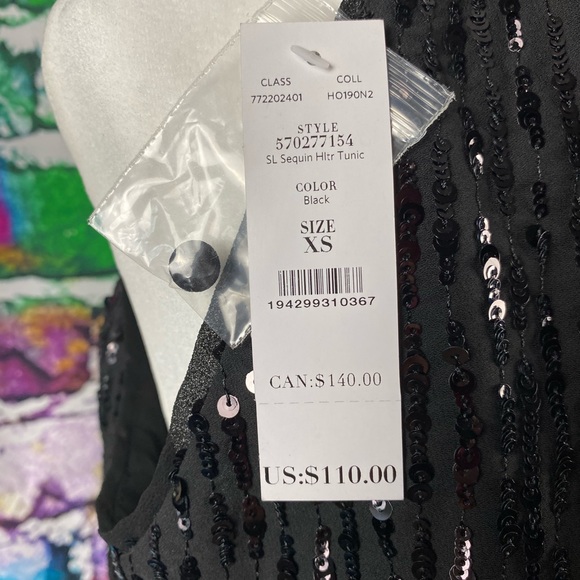 CLASS COLL
772202401 HO190N2
STYLE
570277154
SL Sequin Hltr Tunic
COLOR
Black
SIZE
XS
194299310367
CAN:$140.00
US:$110.00